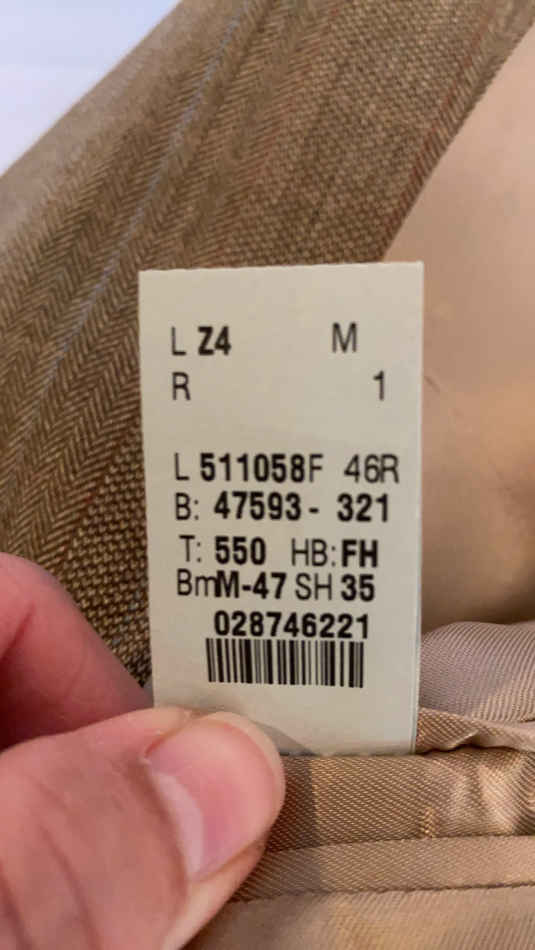 L Z4 M
R 1
L 511058F 46R
B: 47593- 321
T: 550 HB: FH
BmM-47 SH 35
028746221